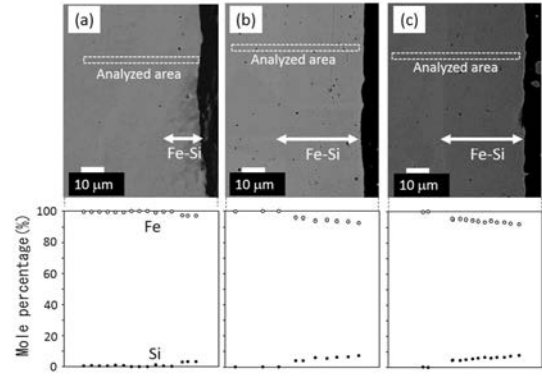 (a) (b) (c)
Analyzed area Analyzed area Analyzed area
Fe-Si Fe-Si Fe-Si
10 μm 10 μm 10 μm
Mole percentage(%)
100
80
60
40
20
0
Fe
Si